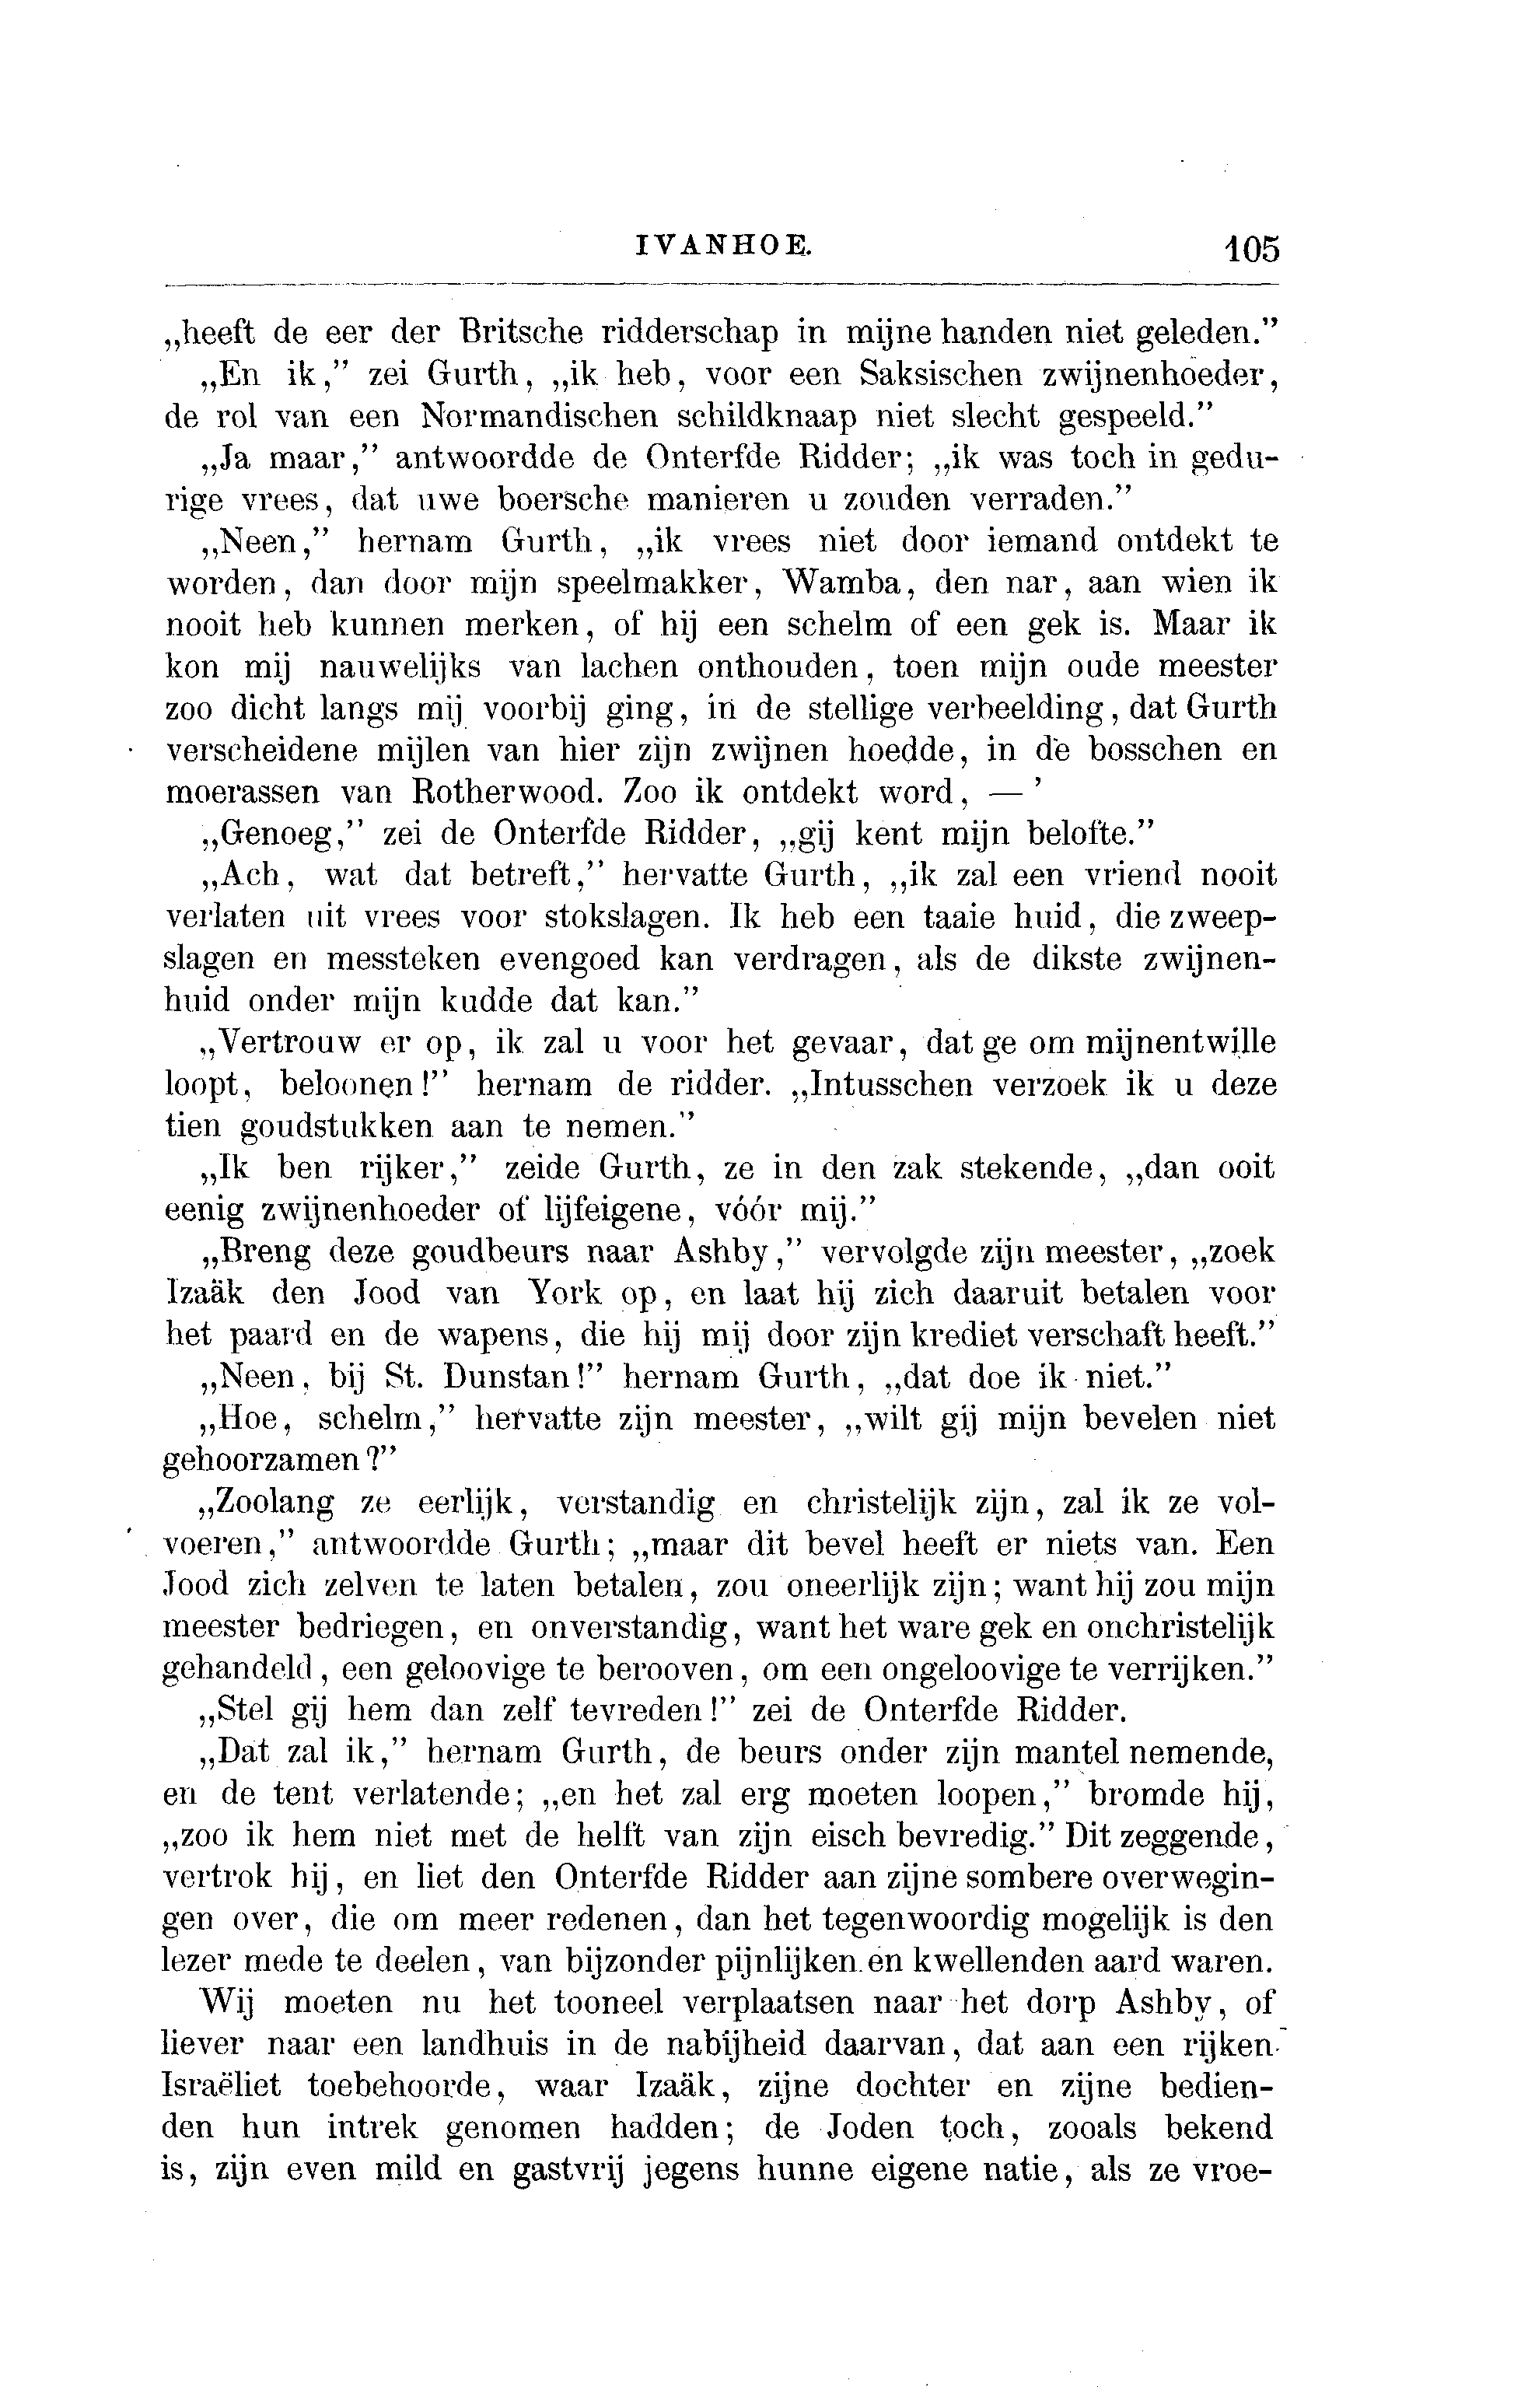 IVANHOE. 105
„heeft de eer der Britsche ridderschap in mijne handen niet geleden.”
„En ik,” zei Gurth, „ik heb, voor een Saksischen zwijnenhoeder,
de rol van een Normandischen schildknaap niet slecht gespeeld.”
„Ja maar,” antwoordde de Onterfde Ridder; „ik was toch in gedu-
rige vrees, dat uwe boersche manieren u zouden verraden.”
„Neen,” hernam Gurth, „ik vrees niet door iemand ontdekt te
worden, dan door mijn speelmakker, Wamba, den nar, aan wien ik
nooit heb kunnen merken, of hij een schelm of een gek is. Maar ik
kon mij nauwelijks van lachen onthouden, toen mijn oude meester
zoo dicht langs mij voorbij ging, in de stellige verbeelding, dat Gurth
verscheidene mijlen van hier zijn zwijnen hoedde, in de bosschen en
moerassen van Rotherwood. Zoo ik ontdekt word, — ’
„Genoeg,” zei de Onterfde Ridder, „gij kent mijn belofte.”
„Ach, wat dat betreft,” hervatte Gurth, „ik zal een vriend nooit
verlaten uit vrees voor stokslagen. Ik heb een taaie huid, die zweep-
slagen en messteken evengoed kan verdragen, als de dikste zwijnen-
huid onder mijn kudde dat kan.”
„Vertrouw er op, ik zal u voor het gevaar, dat ge om mijnentwille
loopt, beloonen!” hernam de ridder. „Intusschen verzoek ik u deze
tien goudstukken aan te nemen.”
„Ik ben rijker,” zeide Gurth, ze in den zak stekende, „dan ooit
eenig zwijnenhoeder of lijfeigene, vóór mij.”
„Breng deze goudbeurs naar Ashby,” vervolgde zijn meester, „zoek
Izaäk den Jood van York op, en laat hij zich daaruit betalen voor
het paard en de wapens, die hij mij door zijn krediet verschaft heeft.”
„Neen, bij St. Dunstan!” hernam Gurth, „dat doe ik niet.”
„Hoe, schelm,” hervatte zijn meester, „wilt gij mijn bevelen niet
gehoorzamen?”
„Zoolang ze eerlijk, verstandig en christelijk zijn, zal ik ze vol-
voeren,” antwoordde Gurth; „maar dit bevel heeft er niets van. Een
Jood zich zelven te laten betalen, zou oneerlijk zijn; want hij zou mijn
meester bedriegen, en onverstandig, want het ware gek en onchristelijk
gehandeld, een geloovige te berooven, om een ongeloovige te verrijken.”
„Stel gij hem dan zelf tevreden!” zei de Onterfde Ridder.
„Dat zal ik,” hernam Gurth, de beurs onder zijn mantel nemende,
en de tent verlatende; „en het zal erg moeten loopen,” bromde hij,
„zoo ik hem niet met de helft van zijn eisch bevredig.” Dit zeggende,
vertrok hij, en liet den Onterfde Ridder aan zijne sombere overwegin-
gen over, die om meer redenen, dan het tegenwoordig mogelijk is den
lezer mede te deelen, van bijzonder pijnlijken en kwellenden aard waren.
Wij moeten nu het tooneel verplaatsen naar het dorp Ashby, of
liever naar een landhuis in de nabijheid daarvan, dat aan een rijken
Israëliet toebehoorde, waar Izaäk, zijne dochter en zijne bedien-
den hun intrek genomen hadden; de Joden toch, zooals bekend
is, zijn even mild en gastvrij jegens hunne eigene natie, als ze vroe-